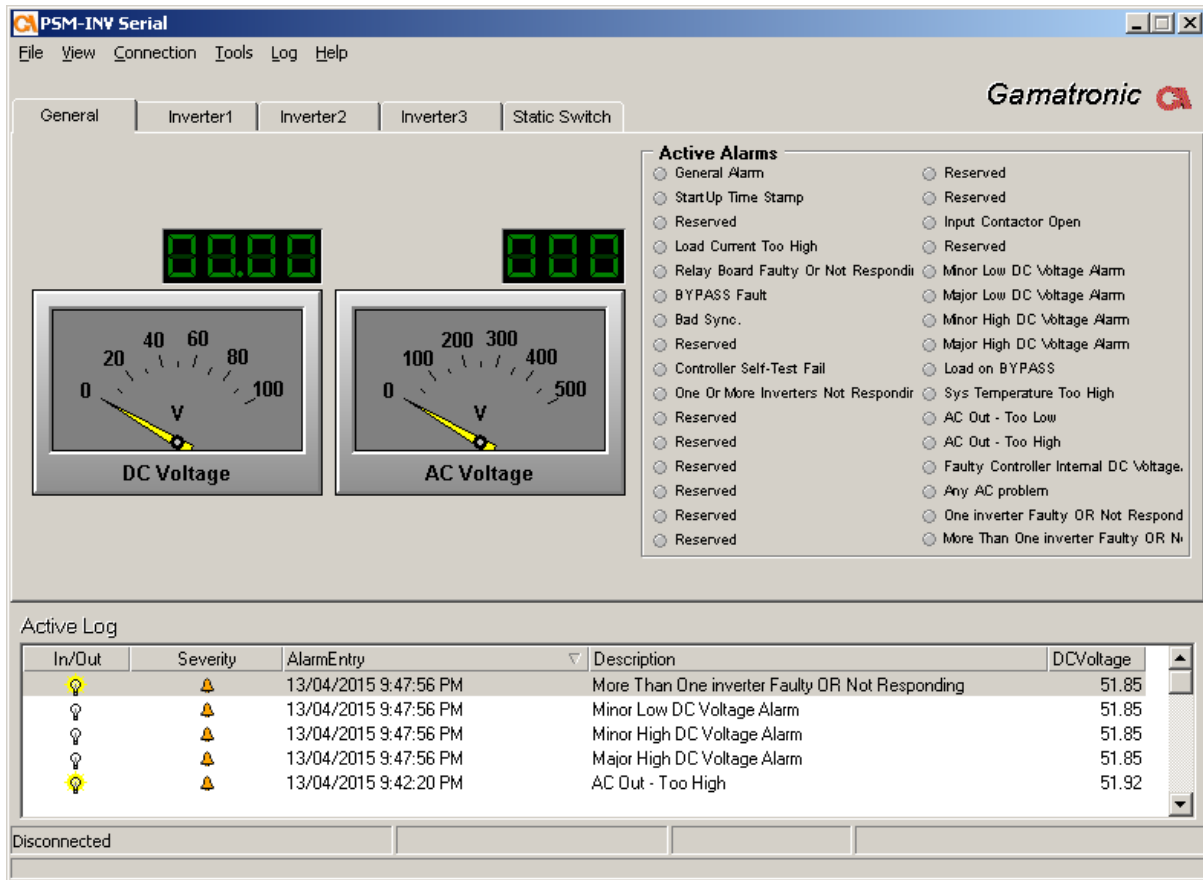 PSM-INV Serial
File View Connection Tools Log Help
Gamatronic
General Inverter1 Inverter2 Inverter3 Static Switch
Active Alarms
General Alarm
StartUp Time Stamp
Reserved
Load Current Too High
Relay Board Faulty Or Not Respondi
BYPASS Fault
Bad Sync.
Reserved
Controller Self-Test Fail
One Or More Inverters Not Respondir
Reserved
Reserved
Reserved
Reserved
Reserved
Reserved
Reserved
Reserved
Input Contactor Open
Reserved
Minor Low DC Voltage Alarm
Major Low DC Voltage Alarm
Minor High DC Voltage Alarm
Major High DC Voltage Alarm
Load on BYPASS
Sys Temperature Too High
AC Out - Too Low
AC Out - Too High
Faulty Controller Internal DC Voltage.
Any AC problem
One inverter Faulty OR Not Respond
More Than One inverter Faulty OR N
0 20 40 60 80 100
V
DC Voltage
0 100 200 300 400 500
V
AC Voltage
Active Log
In/Out Severity AlarmEntry Description DCVoltage
13/04/2015 9:47:56 PM More Than One inverter Faulty OR Not Responding 51.85
13/04/2015 9:47:56 PM Minor Low DC Voltage Alarm 51.85
13/04/2015 9:47:56 PM Minor High DC Voltage Alarm 51.85
13/04/2015 9:47:56 PM Major High DC Voltage Alarm 51.85
13/04/2015 9:42:20 PM AC Out - Too High 51.92
Disconnected